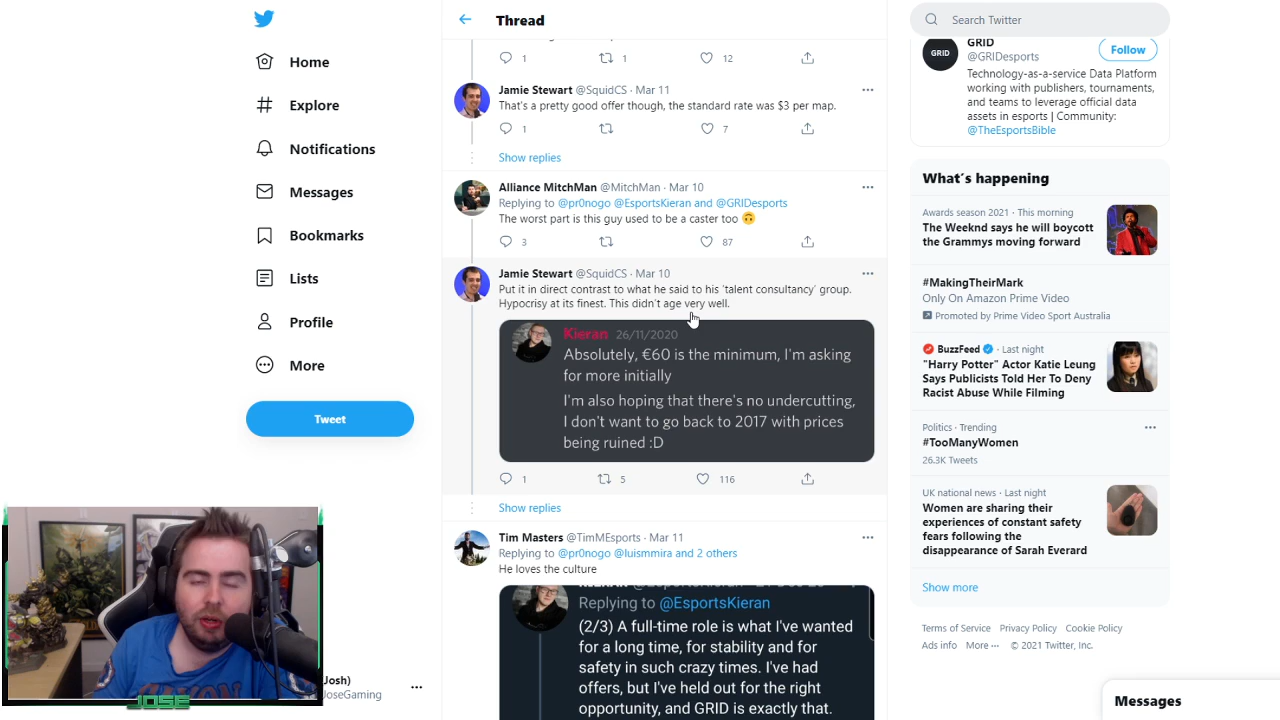 Home
Explore
Notifications
Messages
Bookmarks
Lists
Profile
More
Tweet
Josh)
JoseGaming
JOSE
Thread
1 1 12
Jamie Stewart @SquidCS · Mar 11
That's a pretty good offer though, the standard rate was $3 per map.
1 7
Show replies
Alliance MitchMan @MitchMan · Mar 10
Replying to @pr0nogo @EsportsKieran and @GRIDesports
The worst part is this guy used to be a caster too 🙃
3 87
Jamie Stewart @SquidCS · Mar 10
Put it in direct contrast to what he said to his 'talent consultancy' group.
Hypocrisy at its finest. This didn't age very well.
Kieran 26/11/2020
Absolutely, €60 is the minimum, I'm asking
for more initially
I'm also hoping that there's no undercutting,
I don't want to go back to 2017 with prices
being ruined :D
1 5 116
Show replies
Tim Masters @TimMEsports · Mar 11
Replying to @pr0nogo @luismmira and 2 others
He loves the culture
Replying to @EsportsKieran
(2/3) A full-time role is what I've wanted
for a long time, for stability and for
safety in such crazy times. I've had
offers, but I've held out for the right
opportunity, and GRID is exactly that.
Search Twitter
GRID
GRID
@GRIDesports
Follow
Technology-as-a-service Data Platform
working with publishers, tournaments,
and teams to leverage official data
assets in esports | Community:
@TheEsportsBible
What's happening
Awards season 2021 · This morning
The Weeknd says he will boycott
the Grammys moving forward
#MakingTheirMark
Only On Amazon Prime Video
Promoted by Prime Video Sport Australia
BuzzFeed · Last night
"Harry Potter" Actor Katie Leung
Says Publicists Told Her To Deny
Racist Abuse While Filming
Politics · Trending
#TooManyWomen
26.3K Tweets
UK national news · Last night
Women are sharing their
experiences of constant safety
fears following the
disappearance of Sarah Everard
Show more
Terms of Service Privacy Policy Cookie Policy
Ads info More ··· © 2021 Twitter, Inc.
Messages